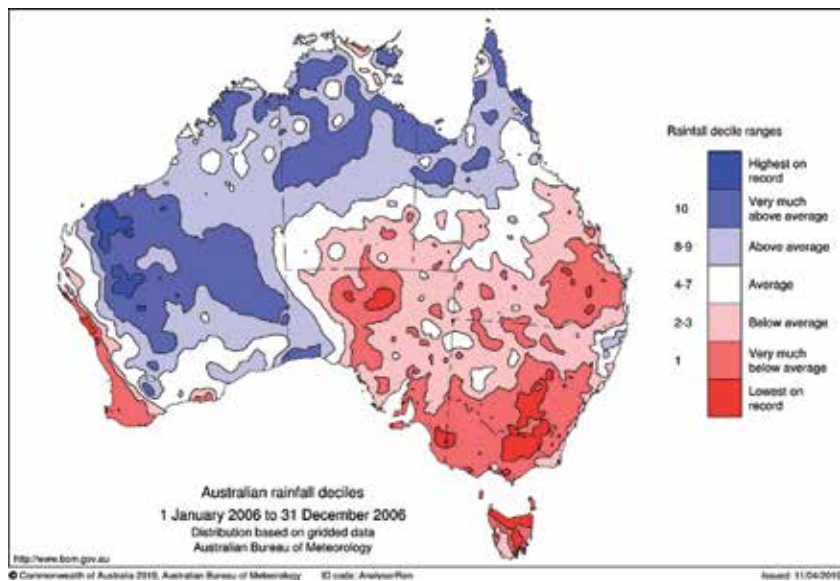 Rainfall decile ranges
Highest on
record
10
Very much
above average
8-9
Above average
4-7
Average
2-3
Below average
1
Very much
below average
Lowest on
record
Australian rainfall deciles
1 January 2006 to 31 December 2006
Distribution based on gridded data
Australian Bureau of Meteorology
http://www.bom.gov.au
© Commonwealth of Australia 2010, Australian Bureau of Meteorology ID code: AnalyserRen Issued: